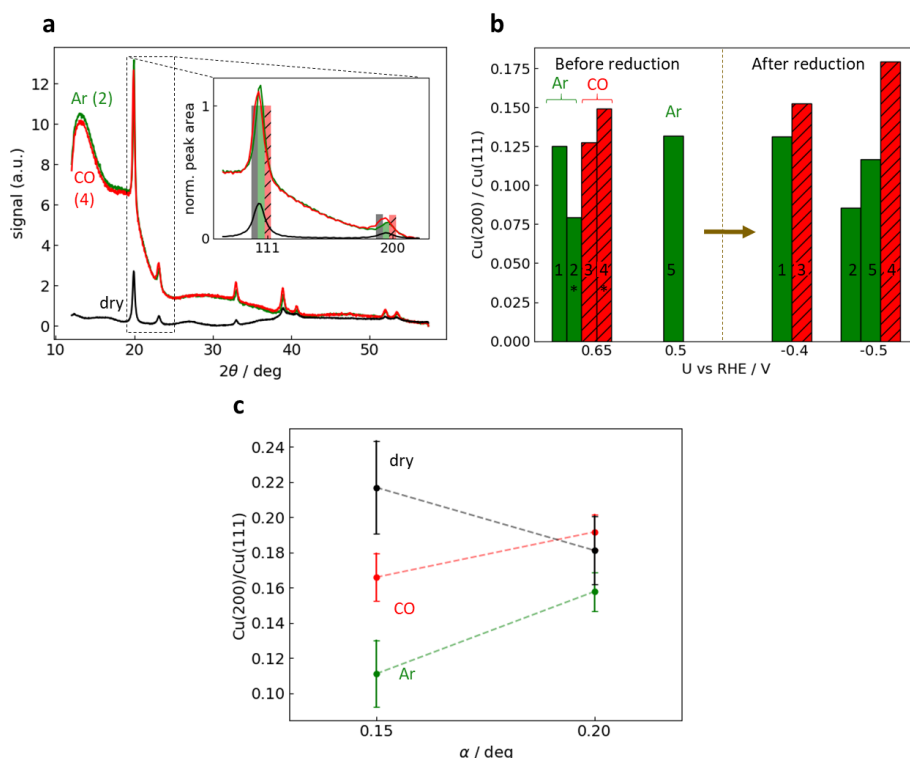 a
signal (a.u.)
12
10
8
6
4
2
0
Ar (2)
CO
(4)
dry
norm. peak area
1
0
111
200
10
20
30
40
50
2θ / deg
b
Cu(200) / Cu(111)
0.175
0.150
0.125
0.100
0.075
0.050
0.025
0.000
Before reduction
After reduction
Ar
CO
Ar
1
2
*
3
4
*
5
1
3
2
5
4
0.65
0.5
-0.4
-0.5
U vs RHE / V
c
Cu(200)/Cu(111)
0.24
0.22
0.20
0.18
0.16
0.14
0.12
0.10
dry
CO
Ar
0.15
0.20
α / deg